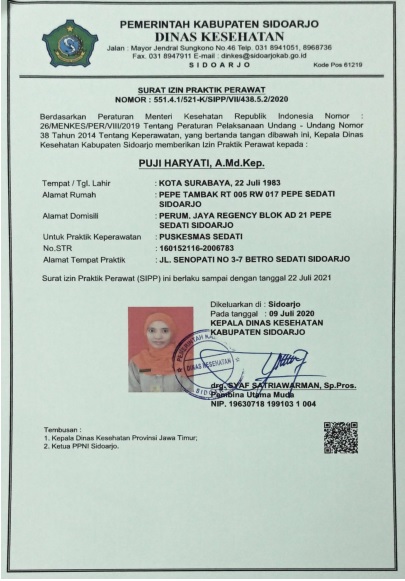 PEMERINTAH KABUPATEN SIDOARJO
DINAS KESEHATAN
Jalan : Mayor Jendral Sungkono No.46 Telp. 031 8941051, 8968736
Fax. 031 8947911 E-mail : dinkes@sidoarjokab.go.id
SIDOARJO Kode Pos 61219
SURAT IZIN PRAKTIK PERAWAT
NOMOR : 551.4.1/521-K/SIPP/VII/438.5.2/2020
Berdasarkan Peraturan Menteri Kesehatan Republik Indonesia Nomor :
26/MENKES/PER/VIII/2019 Tentang Peraturan Pelaksanaan Undang - Undang Nomor
38 Tahun 2014 Tentang Keperawatan, yang bertanda tangan dibawah ini, Kepala Dinas
Kesehatan Kabupaten Sidoarjo memberikan Izin Praktik Perawat kepada :
PUJI HARYATI, A.Md.Kep.
Tempat / Tgl. Lahir : KOTA SURABAYA, 22 Juli 1983
Alamat Rumah : PEPE TAMBAK RT 005 RW 017 PEPE SEDATI
SIDOARJO
Alamat Domisili : PERUM. JAYA REGENCY BLOK AD 21 PEPE
SEDATI SIDOARJO
Untuk Praktik Keperawatan : PUSKESMAS SEDATI
No.STR : 160152116-2006783
Alamat Tempat Praktik : JL. SENOPATI NO 3-7 BETRO SEDATI SIDOARJO
Surat izin Praktik Perawat (SIPP) ini berlaku sampai dengan tanggal 22 Juli 2021
Dikeluarkan di : Sidoarjo
Pada tanggal : 09 Juli 2020
KEPALA DINAS KESEHATAN
KABUPATEN SIDOARJO
DINAS KESEHATAN
drg. SYAF SATRIAWARMAN, Sp.Pros.
Pembina Utama Muda
NIP. 19630718 199103 1 004
Tembusan :
1. Kepala Dinas Kesehatan Provinsi Jawa Timur;
2. Ketua PPNI Sidoarjo.